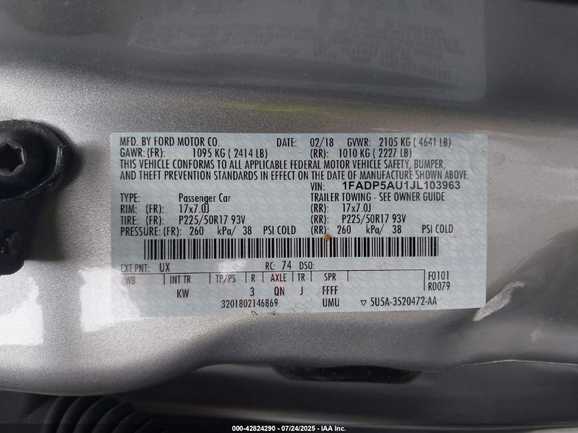 MFD. BY FORD MOTOR CO. DATE: 02/18 GVWR: 2105 KG ( 4641 LB)
GAWR: (FR): 1095 KG ( 2414 LB) (RR): 1010 KG ( 2227 LB)
THIS VEHICLE CONFORMS TO ALL APPLICABLE FEDERAL MOTOR VEHICLE SAFETY, BUMPER,
AND THEFT PREVENTION STANDARDS IN EFFECT ON THE DATE OF MANUFACTURE SHOWN ABOVE.
VIN: 1FADP5AU1JL103963
TYPE: Passenger Car TRAILER TOWING - SEE OWNER GUIDE
RIM: (FR) 17x7.0J (RR): 17x7.0J
TIRE: (FR) P225/50R17 93V (RR): P225/50R17 93V
PRESSURE: (FR) 260 kPa/ 38 PSI COLD (RR) 260 kPa/ 38 PSI COLD
EXT PNT: UX RC: 74 DSO:
WB INT TR TP/PS R AXLE TR SPR F0101
KW 3 QN J FFFF R0079
3201802146869 UMU ▽ 5U5A-3520472-AA
000-42824290 - 07/24/2025 - IAA Inc.